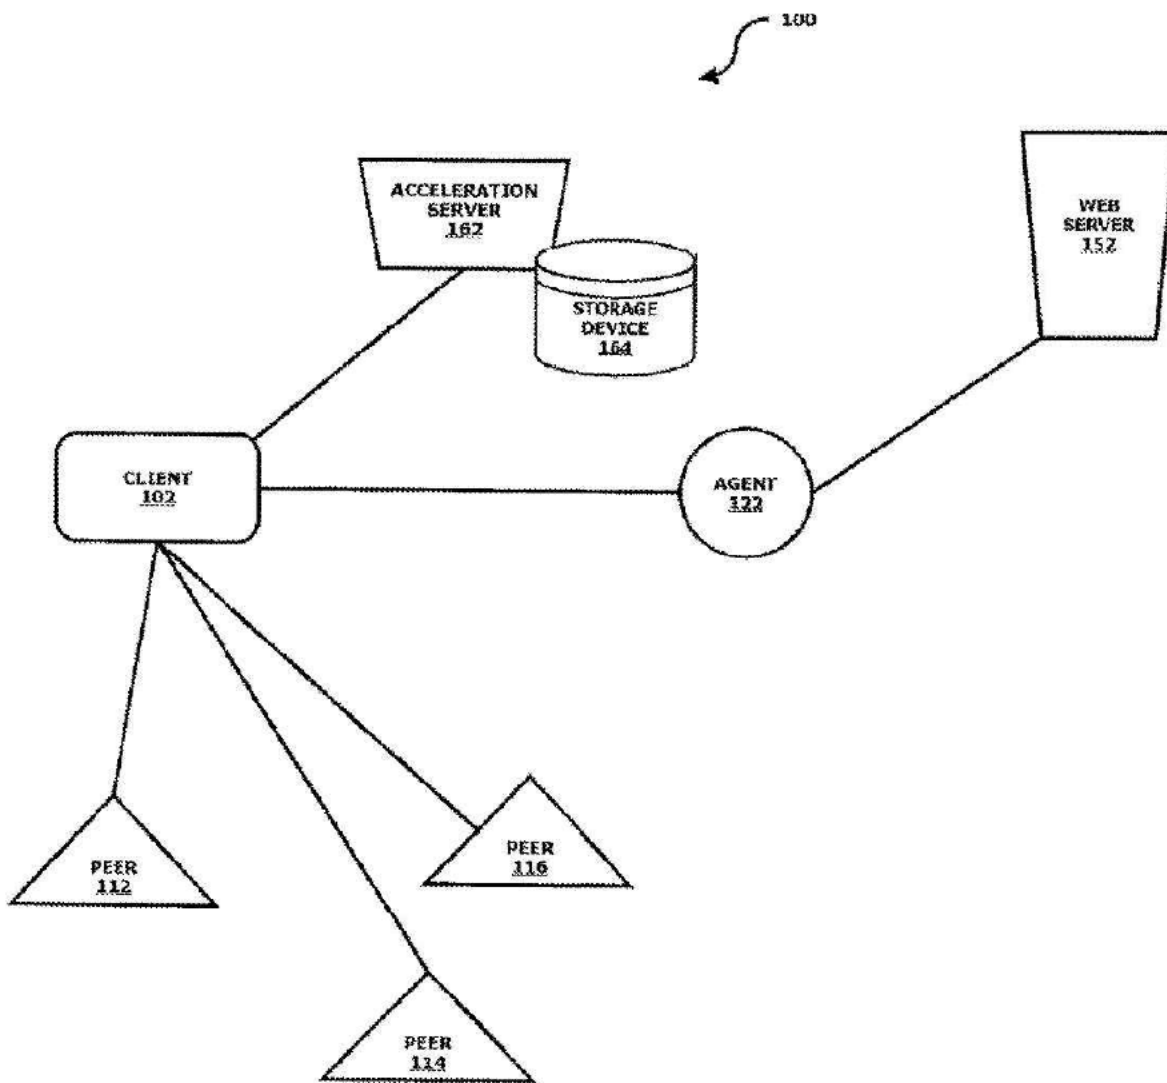 100
ACCELERATION
SERVER
162
STORAGE
DEVICE
164
WEB
SERVER
152
CLIENT
102
AGENT
122
PEER
112
PEER
116
PEER
114